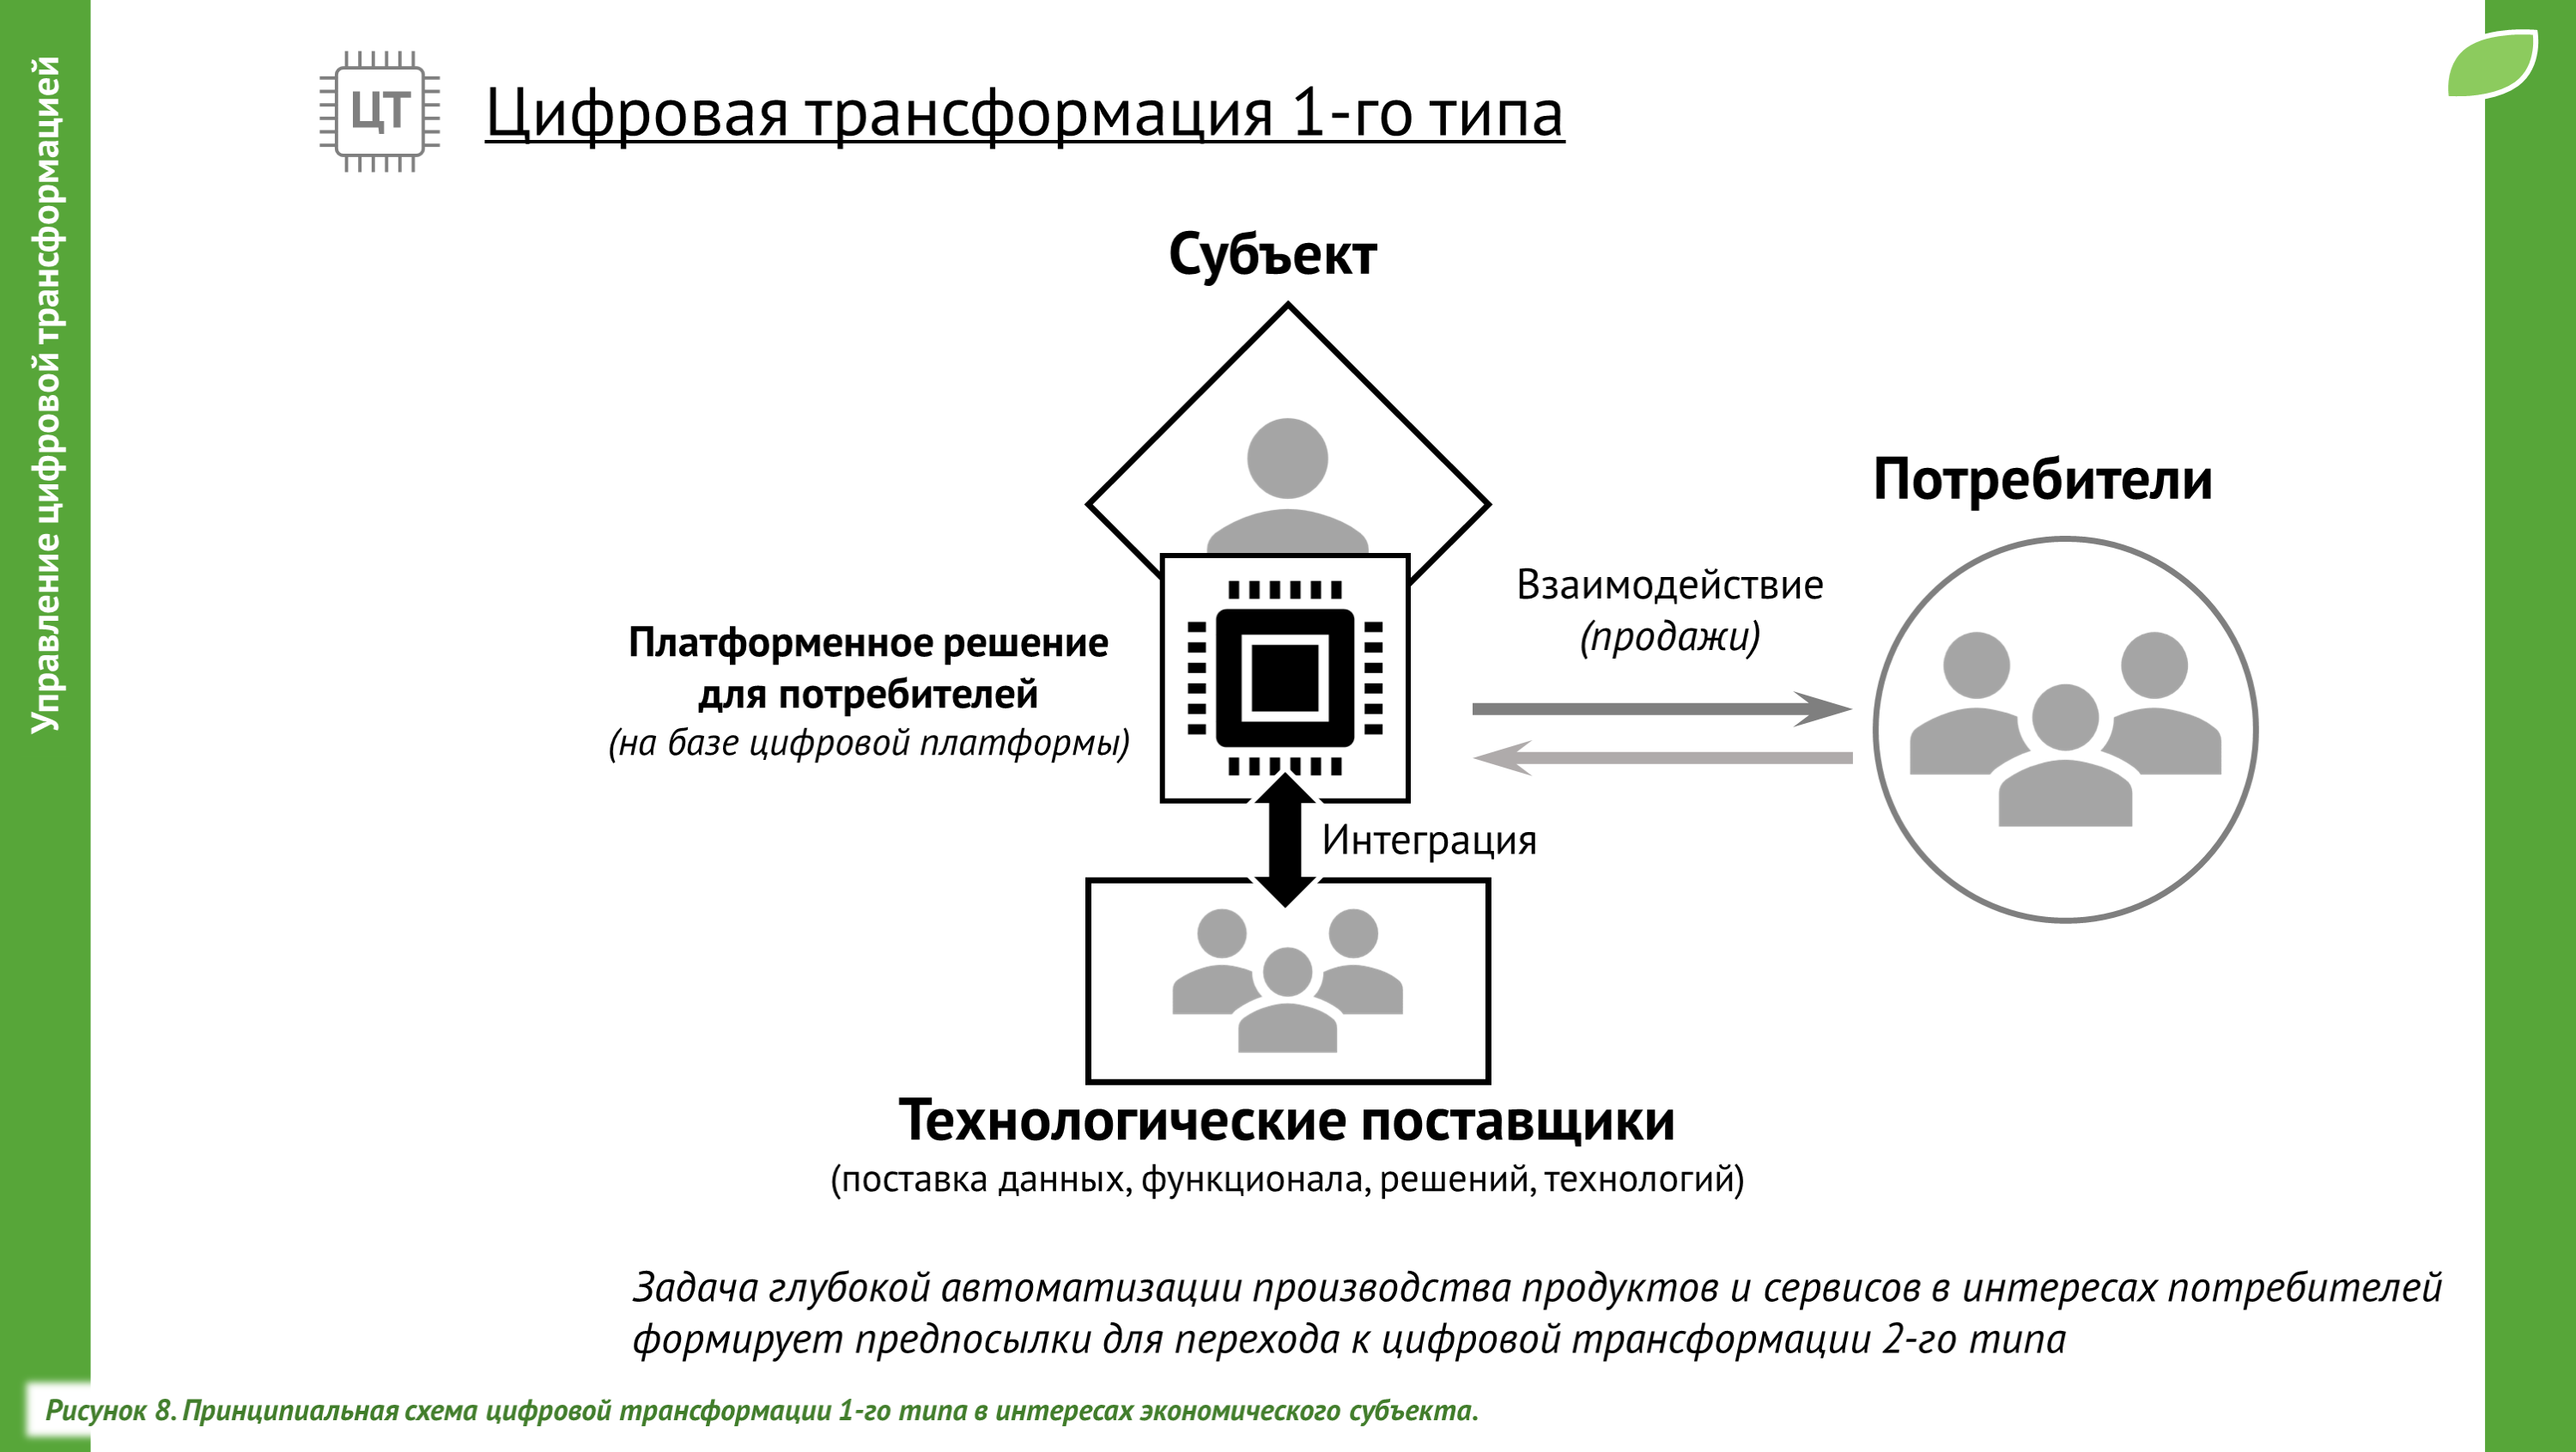 Управление цифровой трансформацией
ЦТ
Цифровая трансформация 1-го типа
Субъект
Потребители
Взаимодействие
(продажи)
Платформенное решение
для потребителей
(на базе цифровой платформы)
Интеграция
Технологические поставщики
(поставка данных, функционала, решений, технологий)
Задача глубокой автоматизации производства продуктов и сервисов в интересах потребителей
формирует предпосылки для перехода к цифровой трансформации 2-го типа
Рисунок 8. Принципиальная схема цифровой трансформации 1-го типа в интересах экономического субъекта.